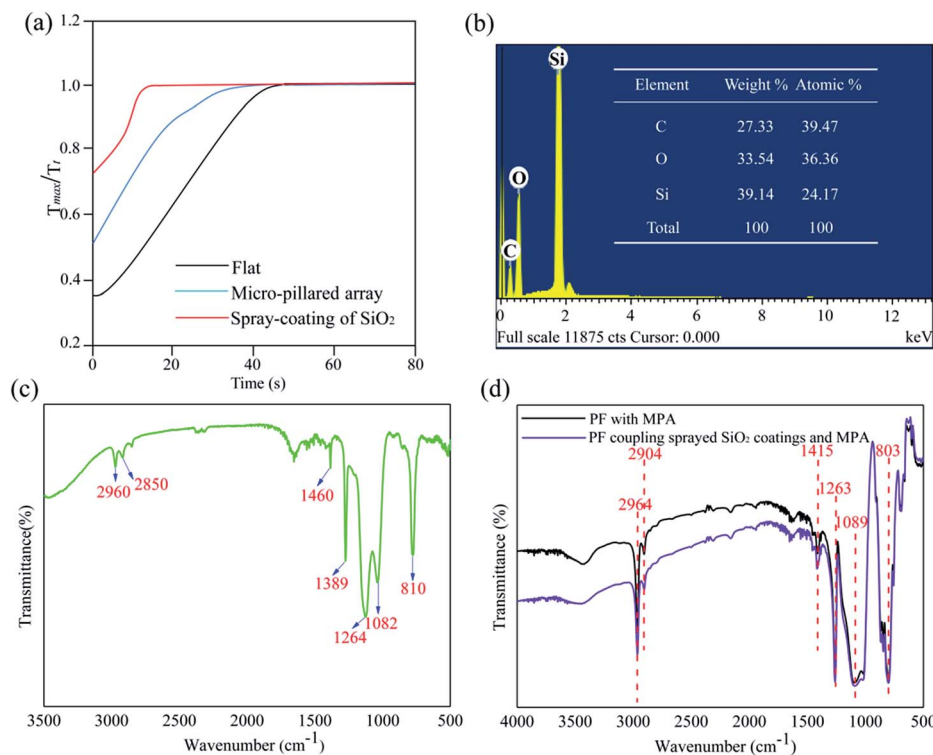 (a)
1.2
1.0
0.8
0.6
0.4
0.2
T_max/T_t
Flat
Micro-pillared array
Spray-coating of SiO₂
0 20 40 60 80
Time (s)
(b)
Si
O
C
Element Weight % Atomic %
C 27.33 39.47
O 33.54 36.36
Si 39.14 24.17
Total 100 100
0 2 4 6 8 10 12
Full scale 11875 cts Cursor: 0.000 keV
(c)
2960 2850
1460
1389
1264
1082
810
Transmittance(%)
3500 3000 2500 2000 1500 1000 500
Wavenumber (cm⁻¹)
(d)
PF with MPA
PF coupling sprayed SiO₂ coatings and MPA
2904
2964
1415
1263
1089
803
Transmittance (%)
4000 3500 3000 2500 2000 1500 1000 500
Wavenumber (cm⁻¹)